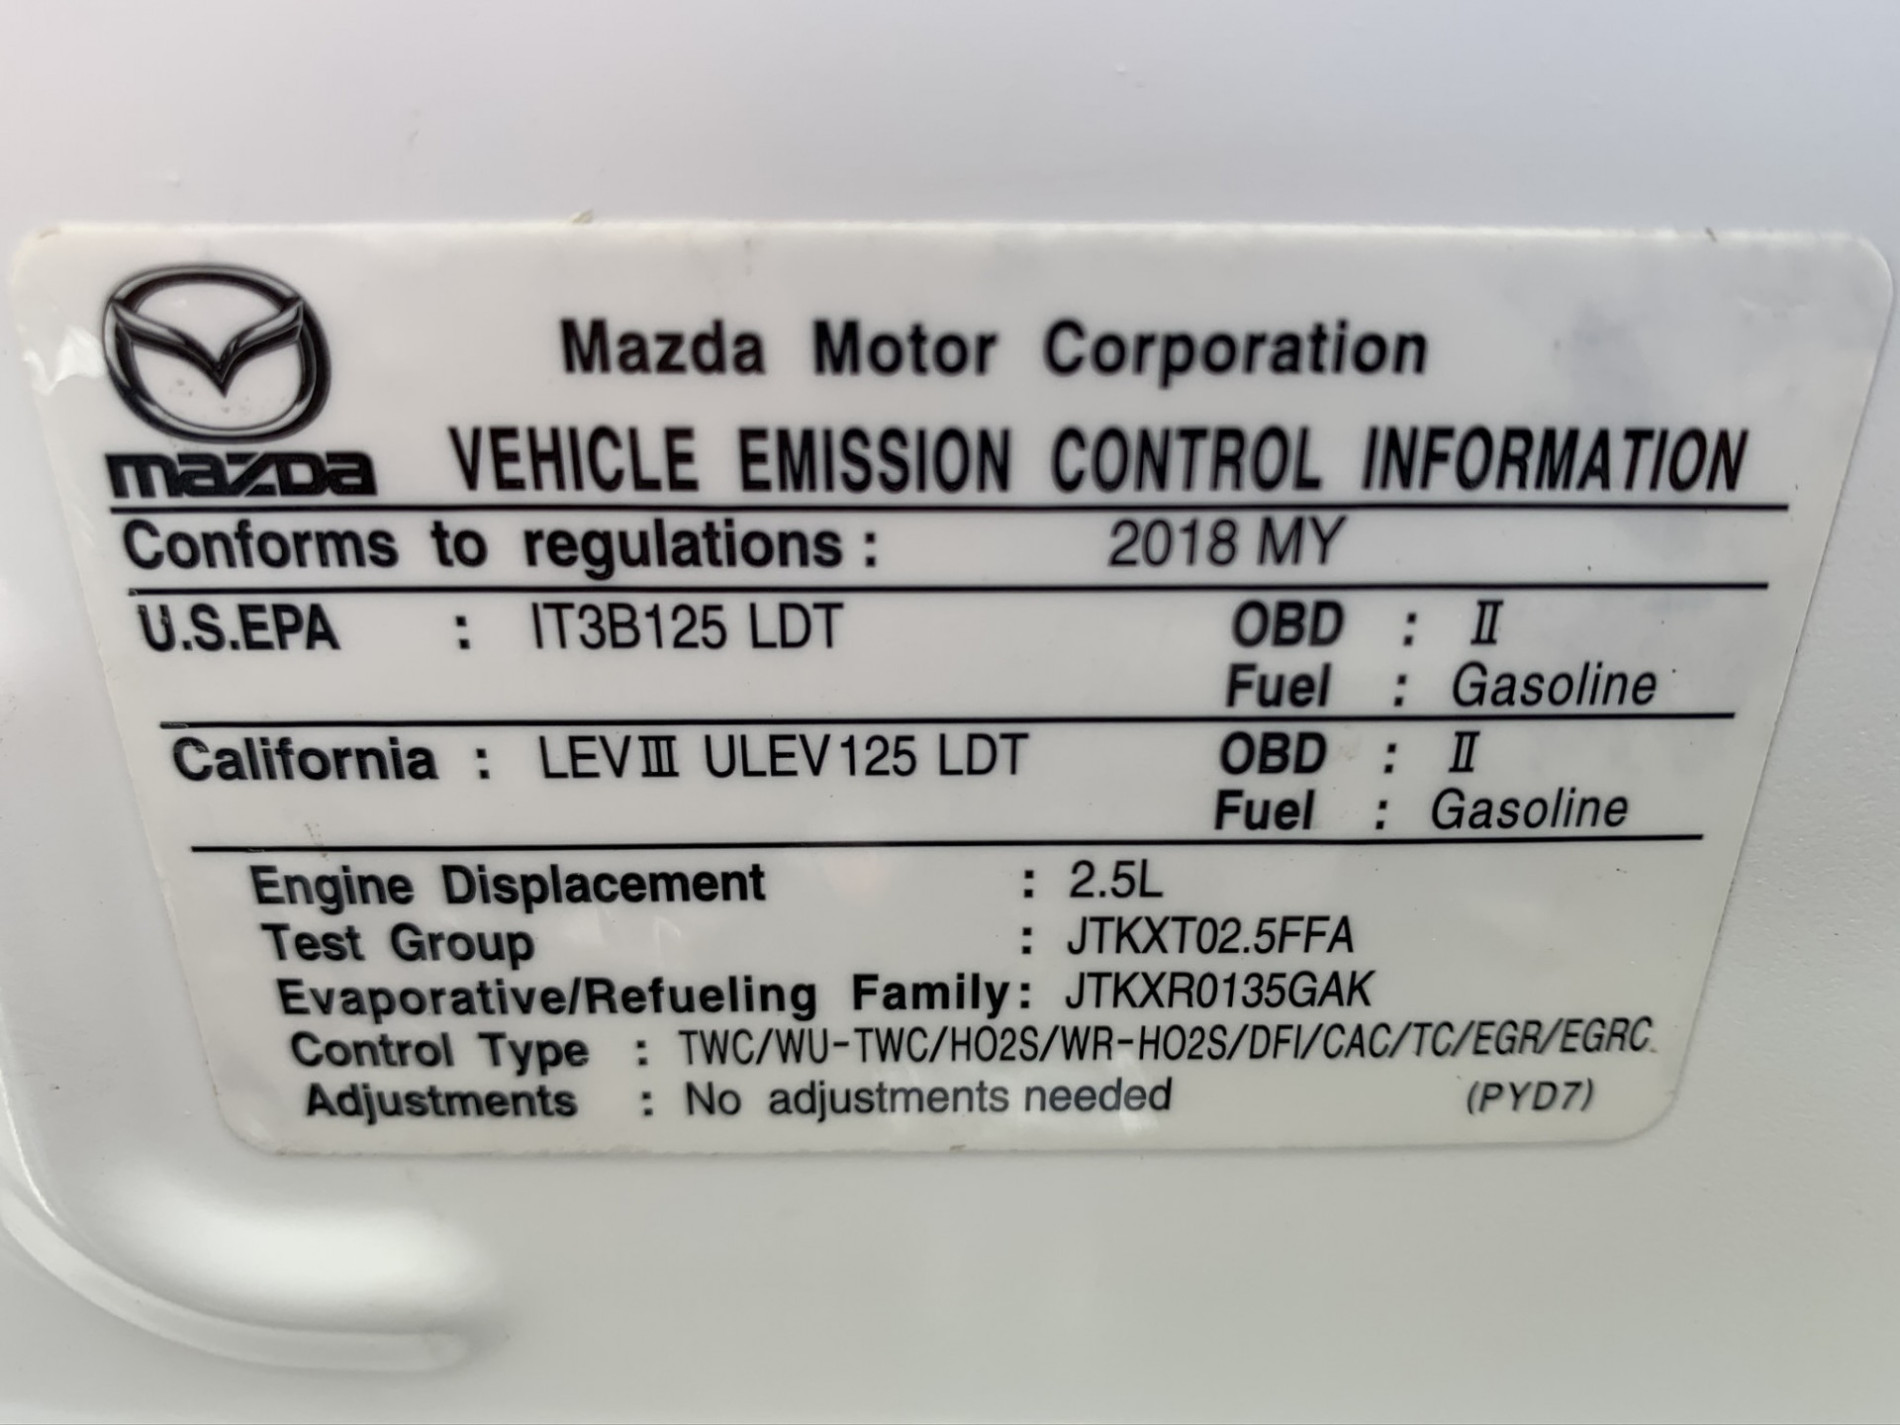 Mazda Motor Corporation
mazda VEHICLE EMISSION CONTROL INFORMATION
Conforms to regulations : 2018 MY
U.S.EPA : IT3B125 LDT OBD : II
Fuel : Gasoline
California : LEVIII ULEV125 LDT OBD : II
Fuel : Gasoline
Engine Displacement : 2.5L
Test Group : JTKXT02.5FFA
Evaporative/Refueling Family: JTKXR0135GAK
Control Type : TWC/WU-TWC/HO2S/WR-HO2S/DFI/CAC/TC/EGR/EGRC
Adjustments : No adjustments needed (PYD7)